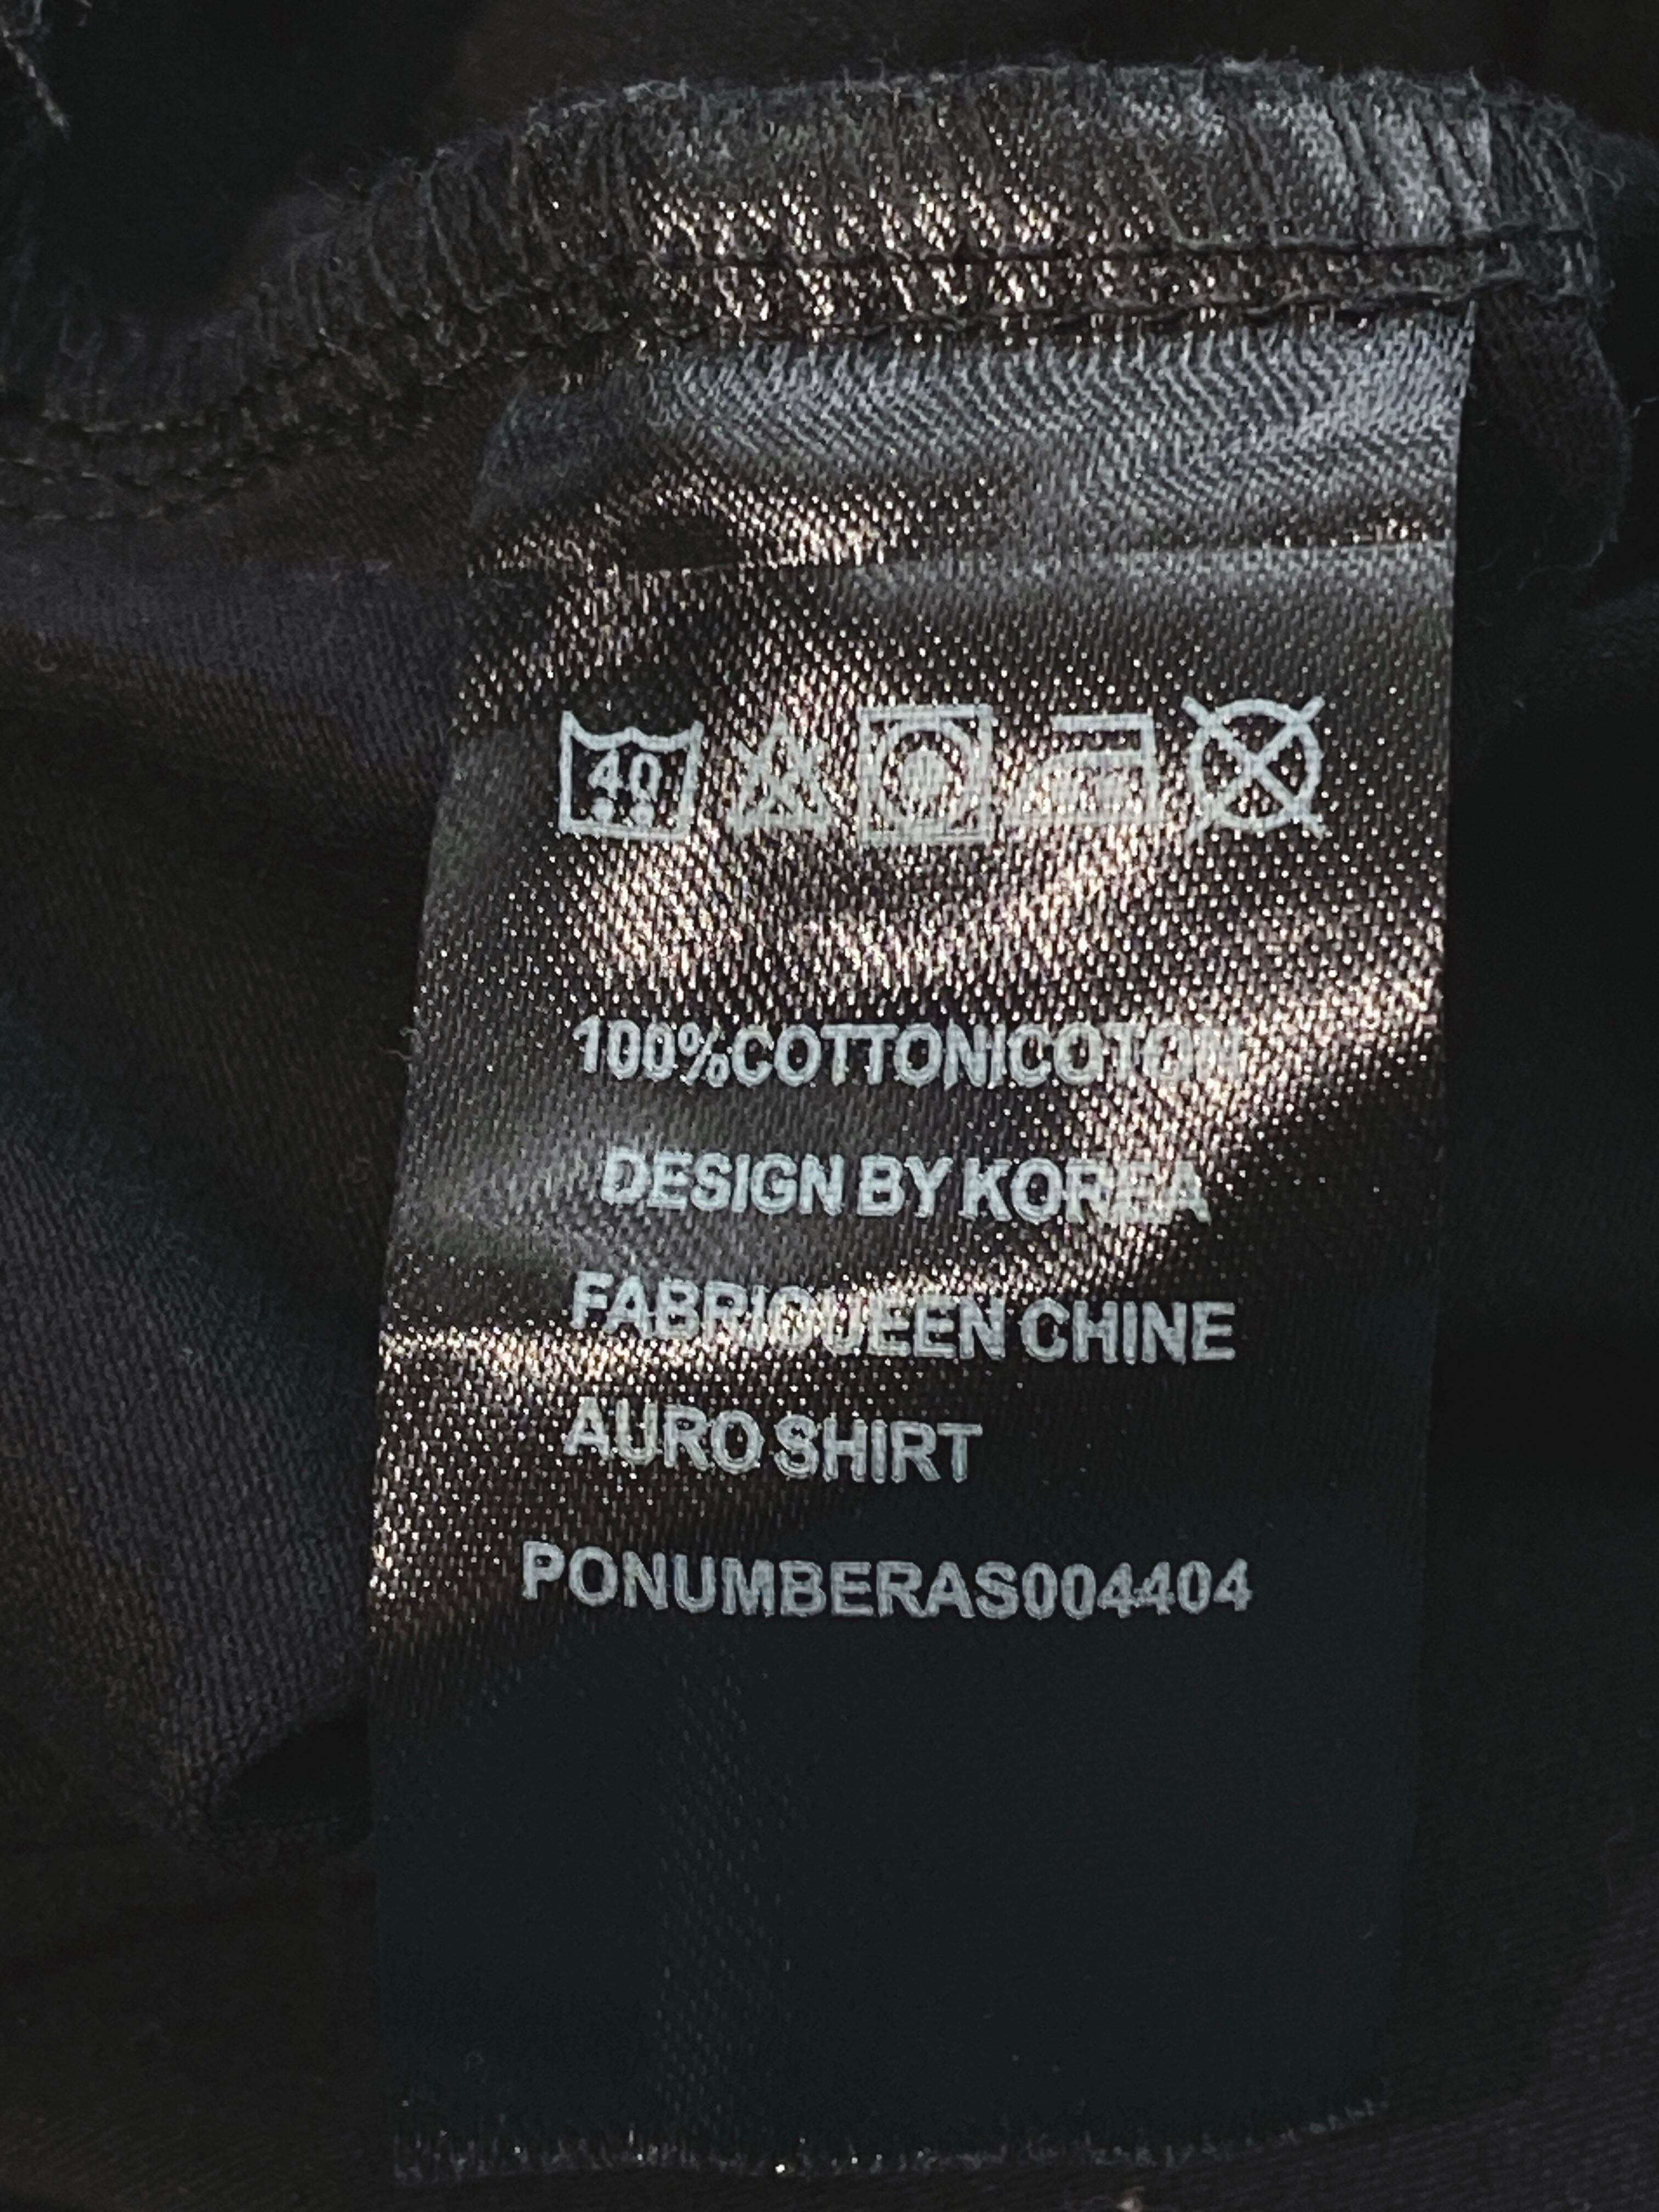 40
100%COTTONICOTON
DESIGN BY KOREA
FABRIQUEEN CHINE
AURO SHIRT
PONUMBERAS004404